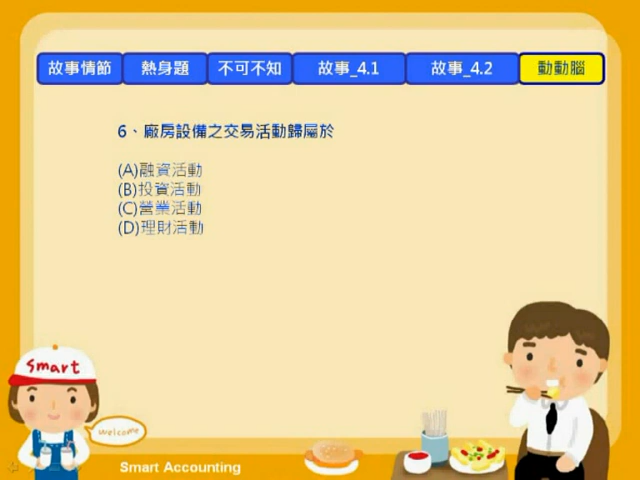 故事情節 熱身題 不可不知 故事_4.1 故事_4.2 動動腦
6、廠房設備之交易活動歸屬於
(A)融資活動
(B)投資活動
(C)營業活動
(D)理財活動
Smart
welcome
Smart Accounting